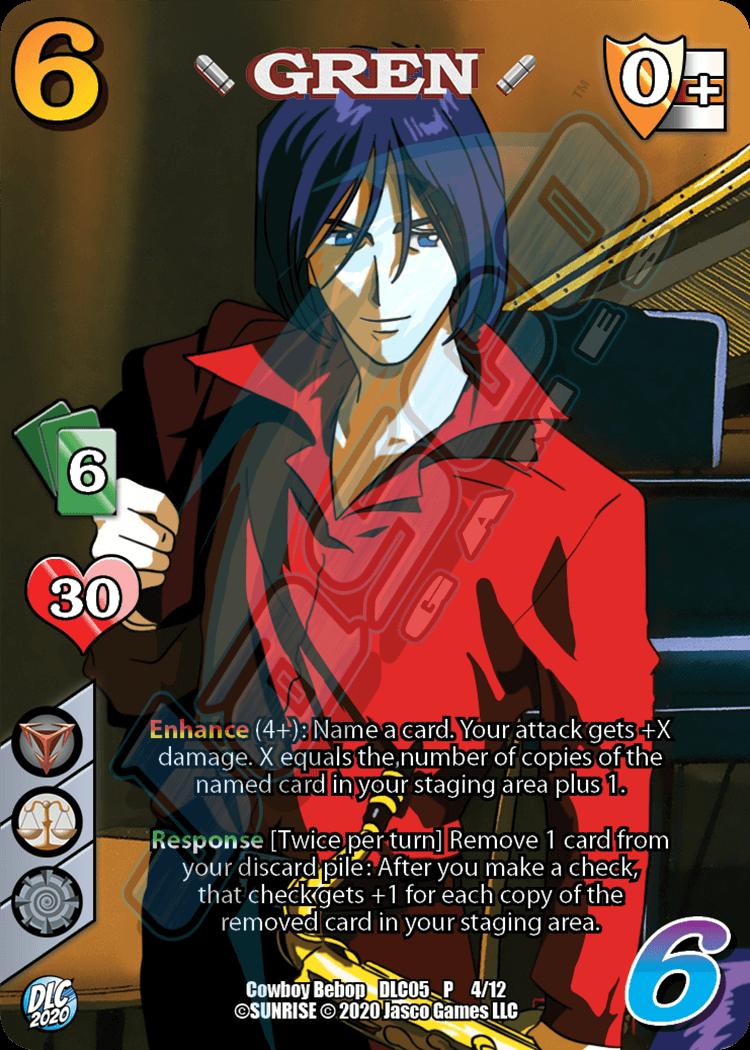 6
GREN
0
+
TM
6
30
Enhance (4+): Name a card. Your attack gets +X
damage. X equals the number of copies of the
named card in your staging area plus 1.
Response [Twice per turn] Remove 1 card from
your discard pile: After you make a check,
that check gets +1 for each copy of the
removed card in your staging area.
6
DLC
2020
Cowboy Bebop DLC05 P 4/12
©SUNRISE © 2020 Jasco Games LLC
JASCO
GAMES